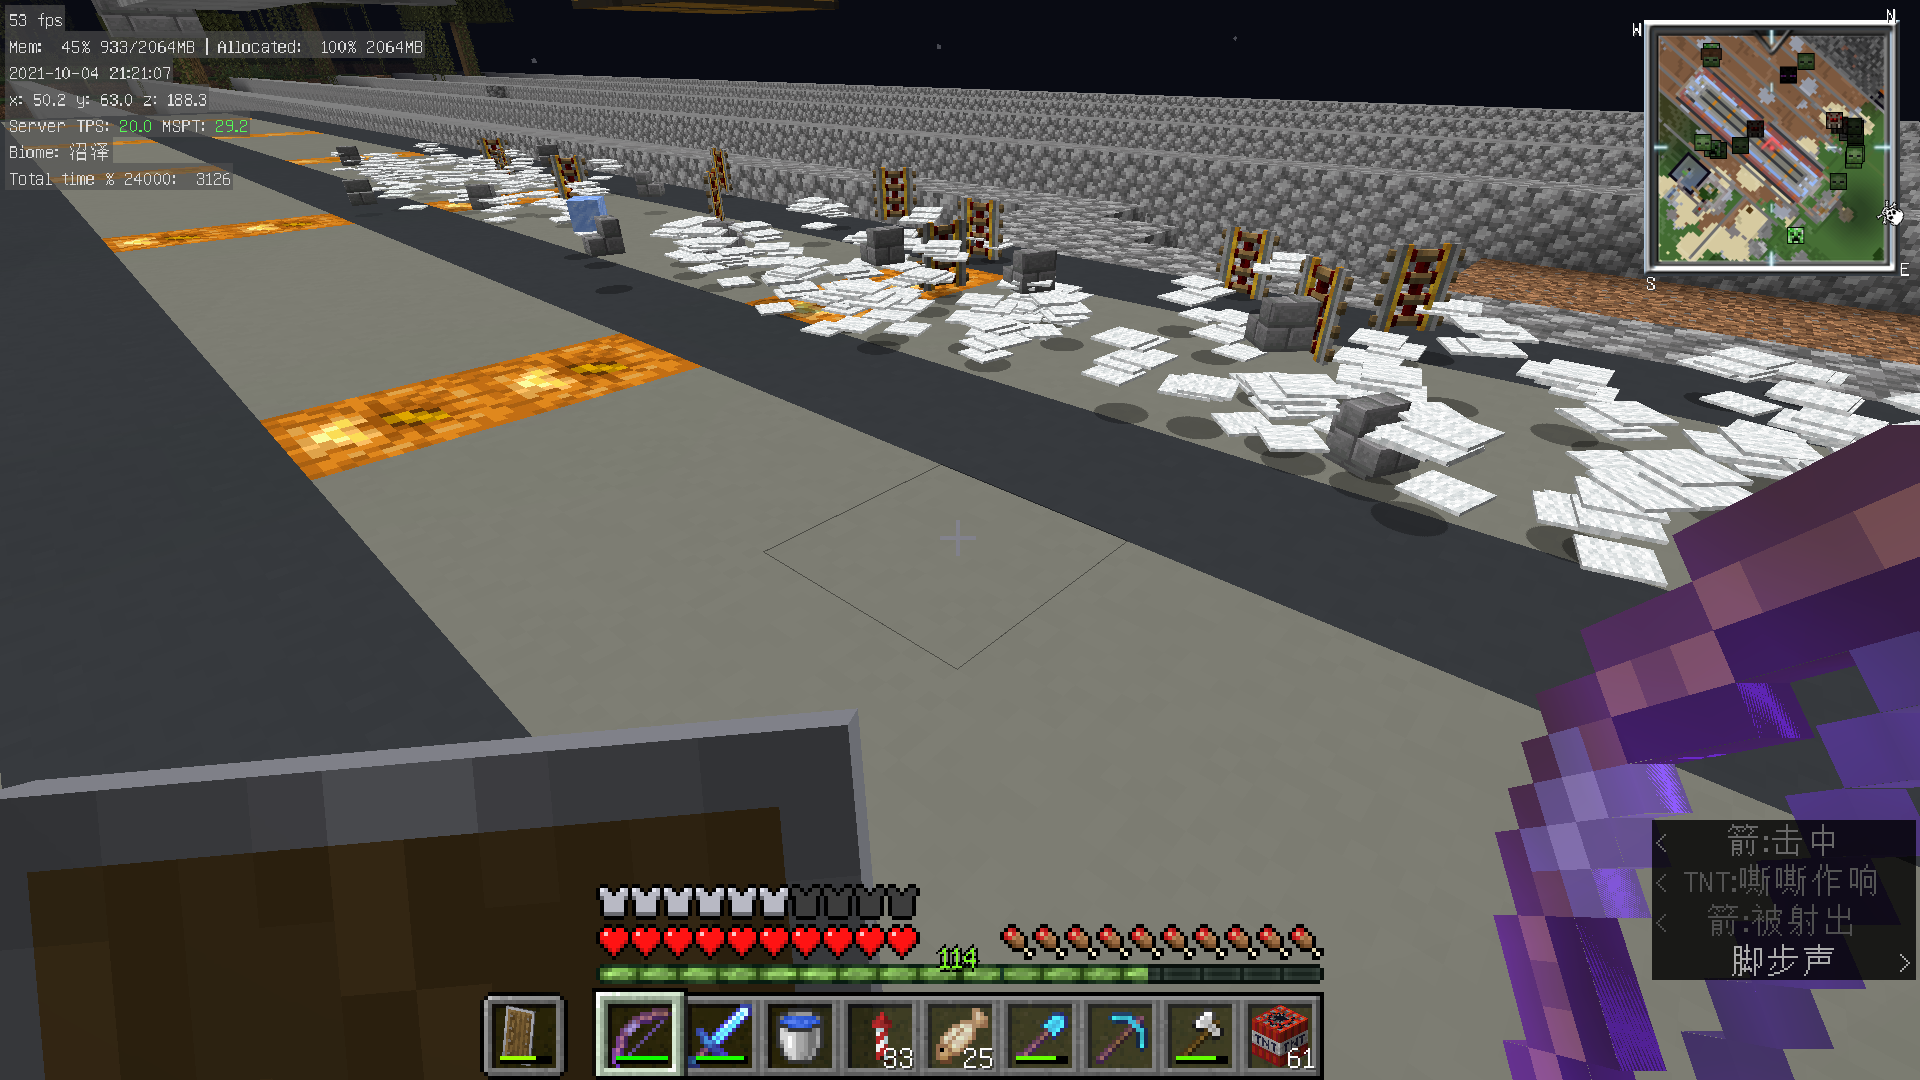 53 fps
Mem: 45% 933/2064MB | Allocated: 100% 2064MB
2021-10-04 21:21:07
x: 50.2 y: 63.0 z: 188.3
Server TPS: 20.0 MSPT: 29.2
Biome: 沼泽
Total time % 24000: 3126
N
W
E
S
< 箭:击中
< TNT:嘶嘶作响
< 箭:被射出
脚步声 >
114
83
25
TNT
61